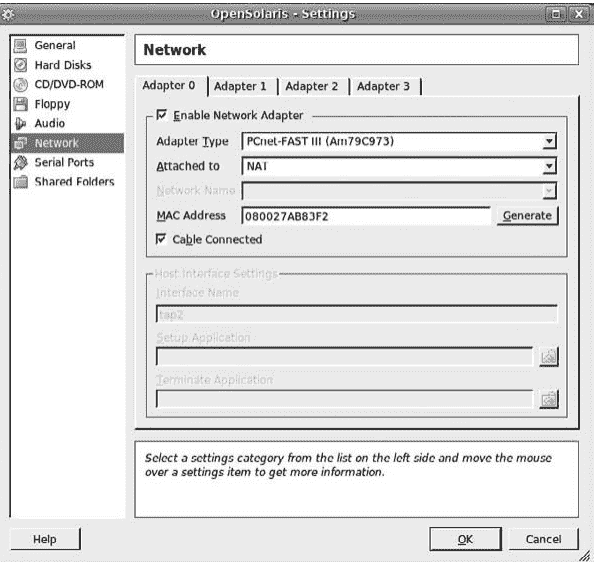 OpenSolaris - Settings
General
Hard Disks
CD/DVD-ROM
Floppy
Audio
Network
Serial Ports
Shared Folders
Network
Adapter 0
Adapter 1
Adapter 2
Adapter 3
Enable Network Adapter
Adapter Type
PCnet-FAST III (Am79C973)
Attached to
NAT
Network Name
MAC Address
080027AB83F2
Generate
Cable Connected
Host Interface Settings
Interface Name
tap2
Setup Application
Terminate Application
Select a settings category from the list on the left side and move the mouse
over a settings item to get more information.
Help
OK
Cancel